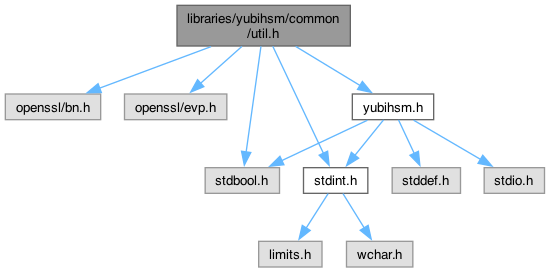 libraries/yubihsm/common
/util.h
openssl/bn.h
openssl/evp.h
yubihsm.h
stdbool.h
stdint.h
stddef.h
stdio.h
limits.h
wchar.h